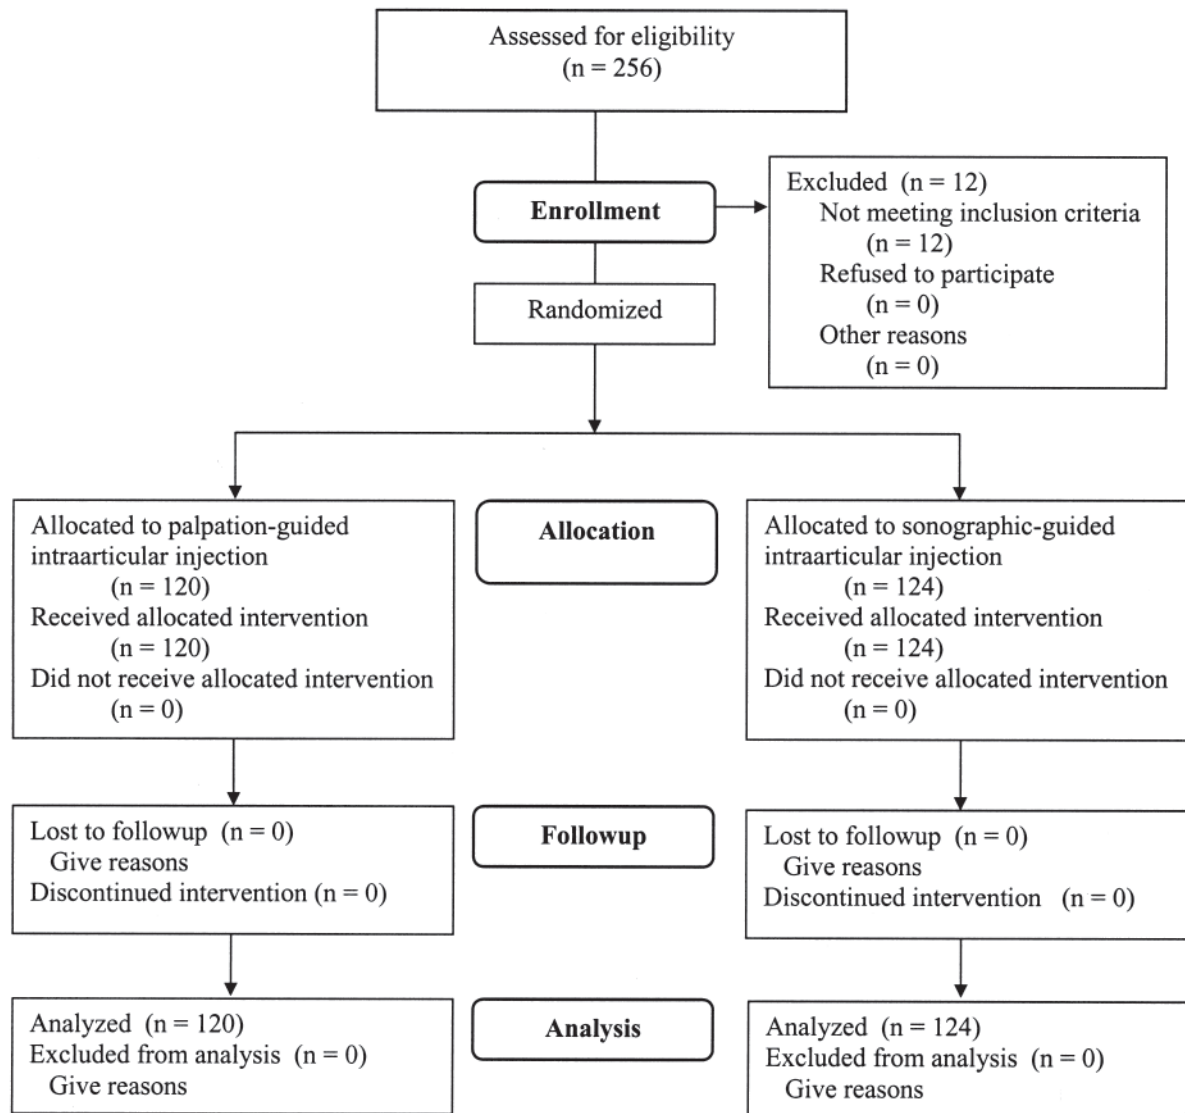 Assessed for eligibility
(n = 256)
Enrollment
Excluded (n = 12)
Not meeting inclusion criteria
(n = 12)
Refused to participate
(n = 0)
Other reasons
(n = 0)
Randomized
Allocation
Allocated to palpation-guided
intraarticular injection
(n = 120)
Received allocated intervention
(n = 120)
Did not receive allocated intervention
(n = 0)
Allocated to sonographic-guided
intraarticular injection
(n = 124)
Received allocated intervention
(n = 124)
Did not receive allocated intervention
(n = 0)
Followup
Lost to followup (n = 0)
Give reasons
Discontinued intervention (n = 0)
Lost to followup (n = 0)
Give reasons
Discontinued intervention (n = 0)
Analysis
Analyzed (n = 120)
Excluded from analysis (n = 0)
Give reasons
Analyzed (n = 124)
Excluded from analysis (n = 0)
Give reasons